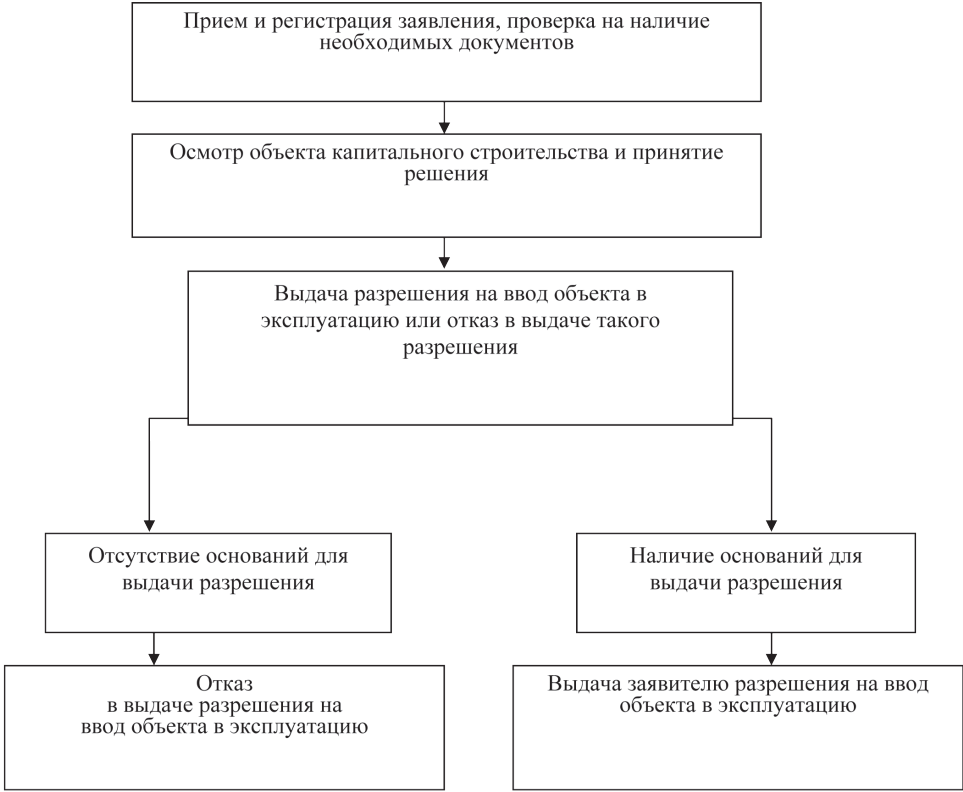 Прием и регистрация заявления, проверка на наличие
необходимых документов
Осмотр объекта капитального строительства и принятие
решения
Выдача разрешения на ввод объекта в
эксплуатацию или отказ в выдаче такого
разрешения
Отсутствие оснований для
выдачи разрешения
Наличие оснований для
выдачи разрешения
Отказ
в выдаче разрешения на
ввод объекта в эксплуатацию
Выдача заявителю разрешения на ввод
объекта в эксплуатацию